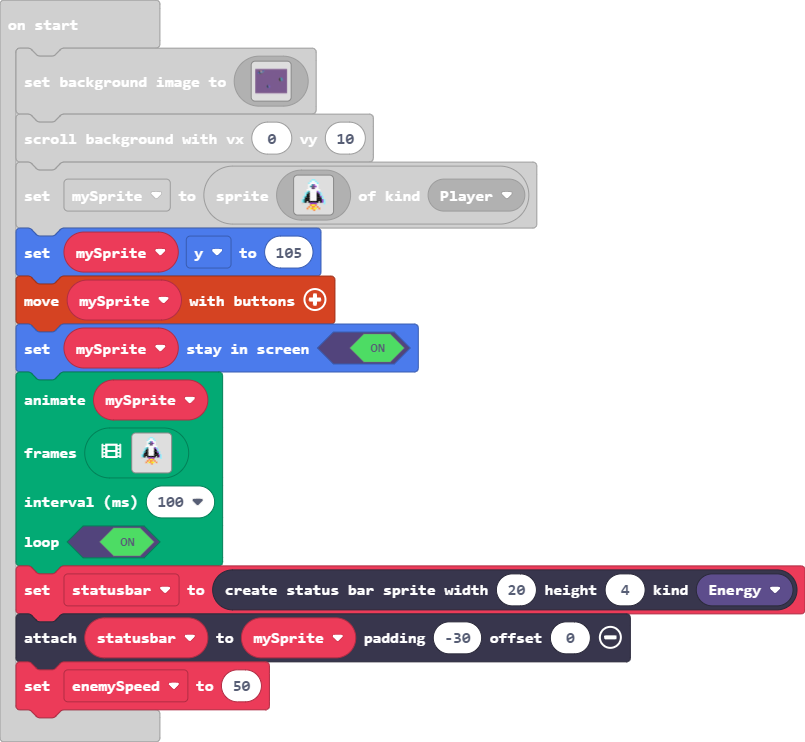 on start
set background image to
scroll background with vx 0 vy 10
set mySprite to sprite of kind Player
set mySprite y to 105
move mySprite with buttons
set mySprite stay in screen ON
animate mySprite
frames
interval (ms) 100
loop ON
set statusbar to create status bar sprite width 20 height 4 kind Energy
attach statusbar to mySprite padding -30 offset 0
set enemySpeed to 50